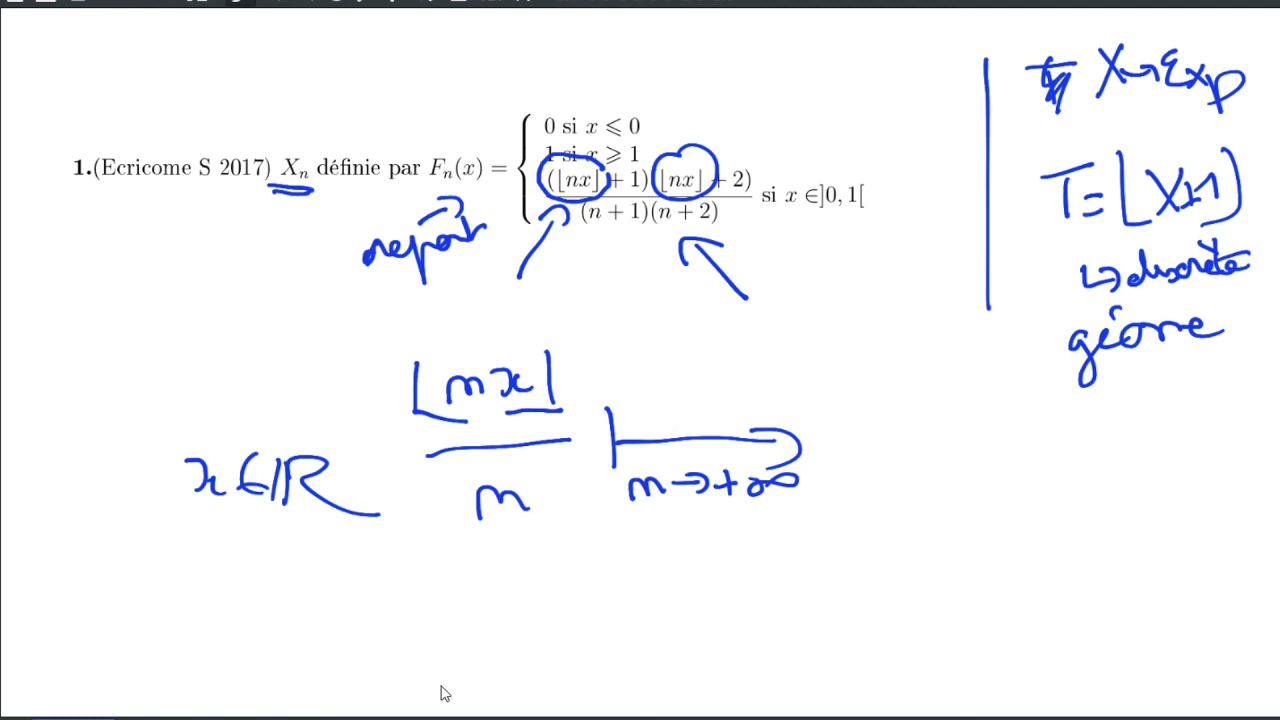 X ↪ Exp
0 si x ⩽ 0
1 si x ⩾ 1
1.(Ecricome S 2017) X_n définie par F_n(x) = (⌊nx⌋ + 1)(⌊nx⌋ + 2) / (n + 1)(n + 2) si x ∈]0, 1[
T = ⌊X+1⌋
↪ discrète
géome
⌊nx⌋
x ∈ ℝ
n
n → +∞